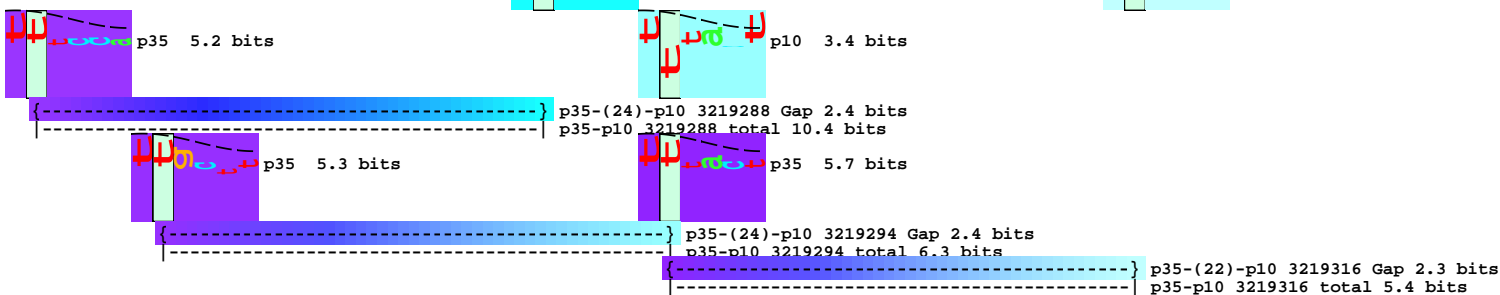 ttttccca p35 5.2 bits
p10 3.4 bits
{------------------------------------------------} p35-(24)-p10 3219288 Gap 2.4 bits
|------------------------------------------------| p35-p10 3219288 total 10.4 bits
p35 5.3 bits
p35 5.7 bits
{------------------------------------------------} p35-(24)-p10 3219294 Gap 2.4 bits
|------------------------------------------------| p35-p10 3219294 total 6.3 bits
{--------------------------------------------} p35-(22)-p10 3219316 Gap 2.3 bits
|--------------------------------------------| p35-p10 3219316 total 5.4 bits